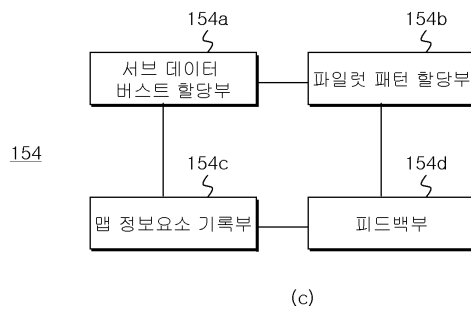 154a
154b
서브 데이터
버스트 할당부
파일럿 패턴 할당부
154
154c
154d
맵 정보요소 기록부
피드백부
(c)